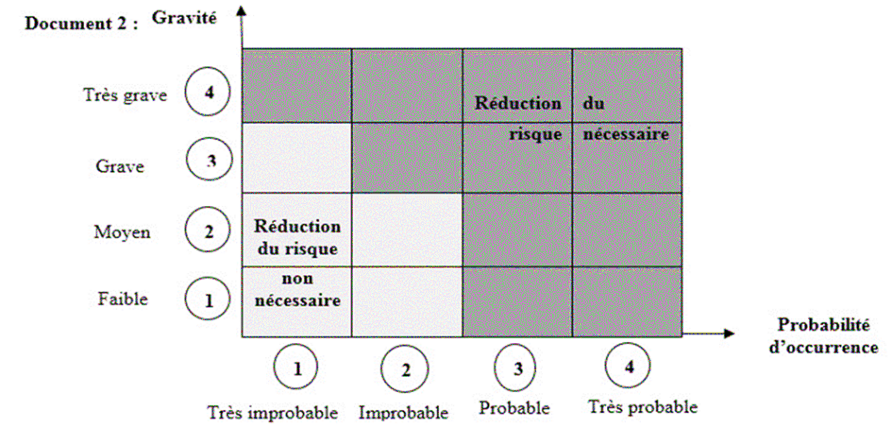 Document 2 : Gravité
Très grave 4
Réduction du
risque nécessaire
Grave 3
Moyen 2
Réduction
du risque
non
nécessaire
Faible 1
Probabilité
d'occurrence
1 2 3 4
Très improbable Improbable Probable Très probable